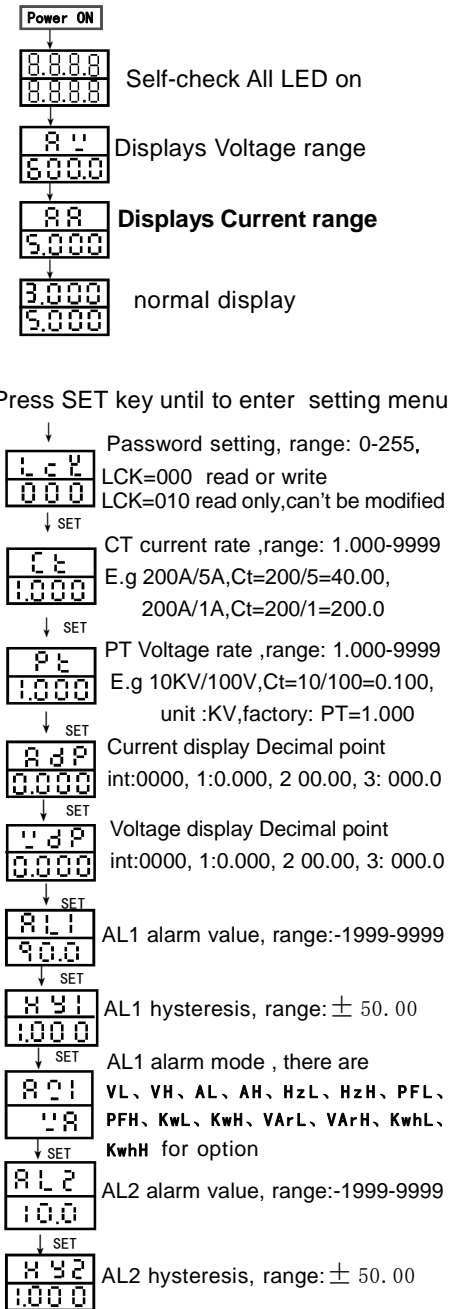 Power ON
8.8.8.8
8.8.8.8
Self-check All LED on
A U
600.0
Displays Voltage range
A A
5.000
Displays Current range
3.000
5.000
normal display
Press SET key until to enter setting menu
Password setting, range: 0-255,
LcK
000
LCK=000 read or write
LCK=010 read only,can't be modified
SET
CT current rate ,range: 1.000-9999
Ct
1.000
E.g 200A/5A,Ct=200/5=40.00,
200A/1A,Ct=200/1=200.0
SET
PT Voltage rate ,range: 1.000-9999
Pt
1.000
E.g 10KV/100V,Ct=10/100=0.100,
unit :KV,factory: PT=1.000
SET
Current display Decimal point
AdP
0.000
int:0000, 1:0.000, 2 00.00, 3: 000.0
SET
Voltage display Decimal point
UdP
0.000
int:0000, 1:0.000, 2 00.00, 3: 000.0
SET
AL1
90.0
AL1 alarm value, range:-1999-9999
SET
HY1
1.000
AL1 hysteresis, range: ± 50.00
SET
AL1 alarm mode , there are
VL、VH、AL、AH、HzL、HzH、PFL、
PFH、KwL、KwH、VArL、VArH、KwhL、
KwhH for option
SET
AL2
10.0
AL2 alarm value, range:-1999-9999
SET
HY2
1.000
AL2 hysteresis, range: ± 50.00